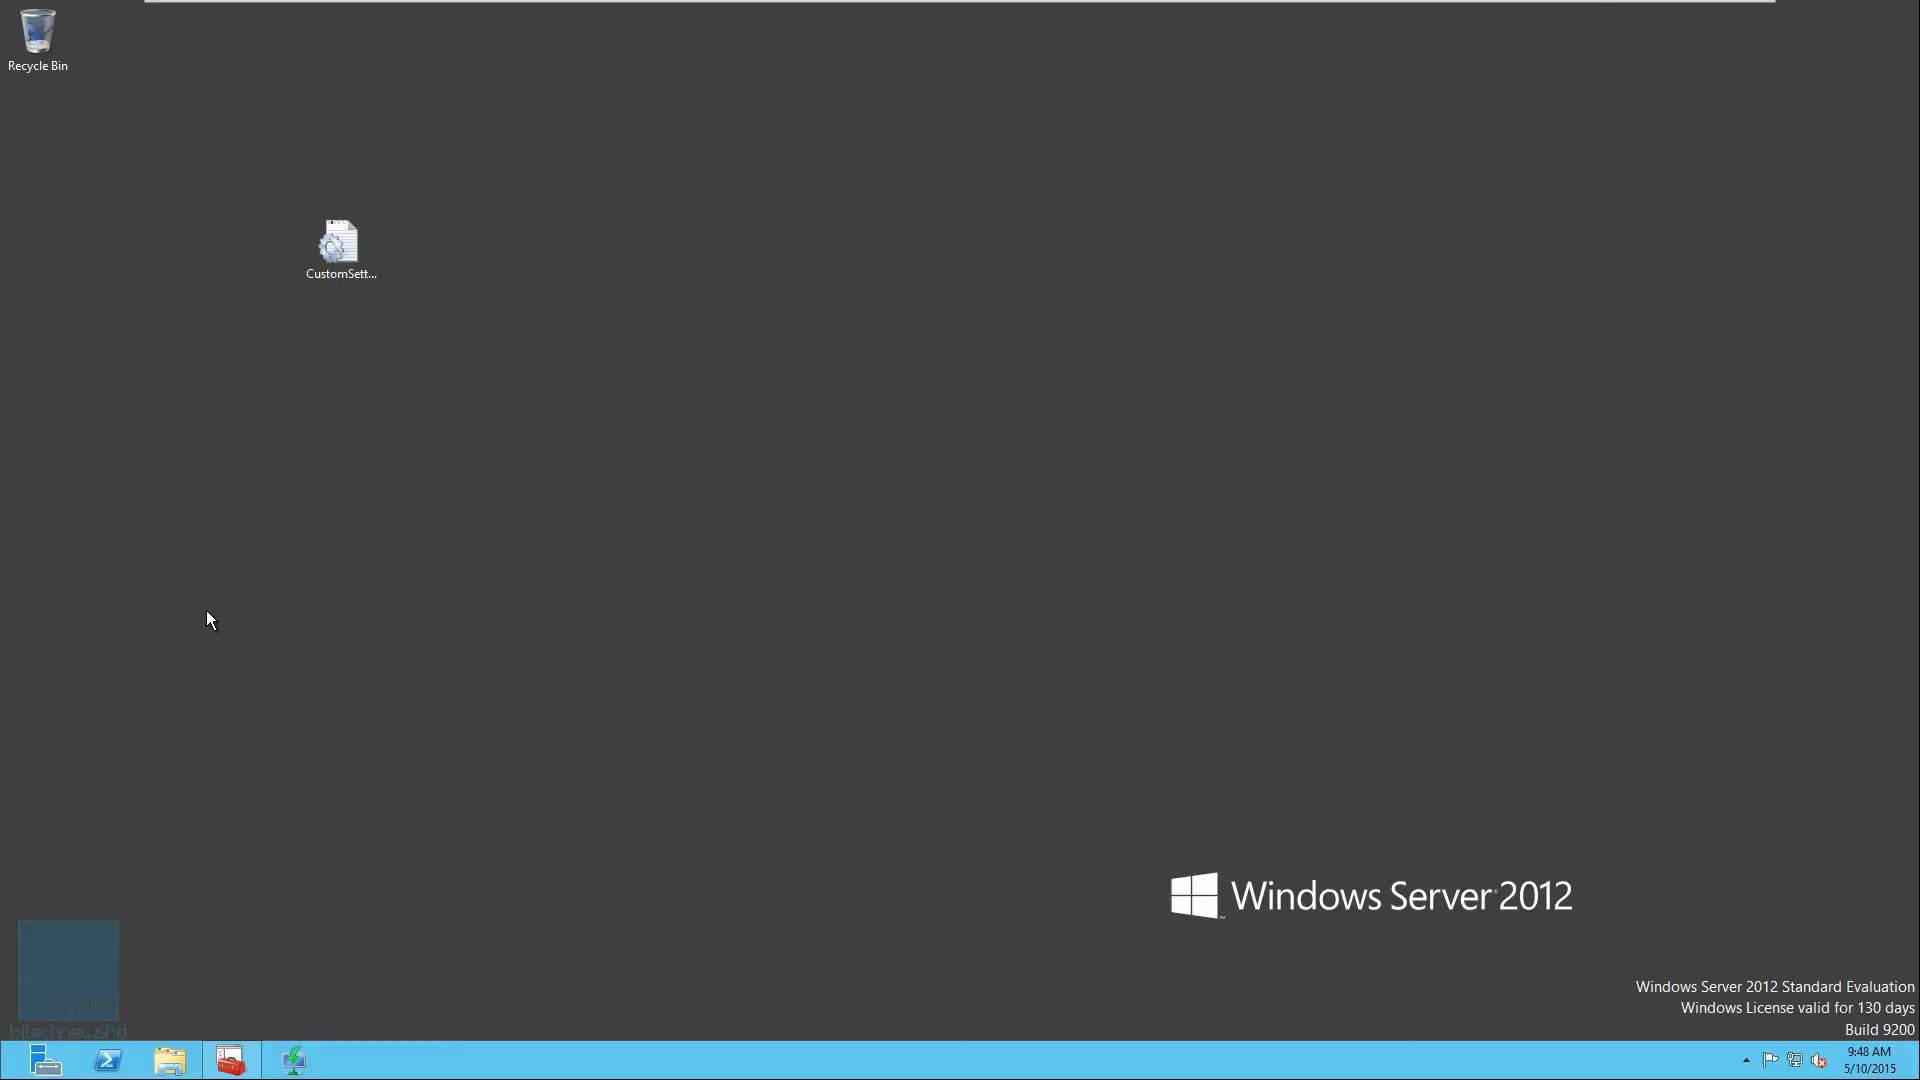 Recycle Bin
CustomSett...
Windows Server 2012
Windows Server 2012 Standard Evaluation
Windows License valid for 130 days
Build 9200
bjtechnewshd
9:48 AM
5/10/2015